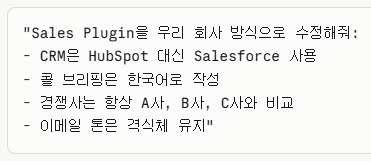 "Sales Plugin을 우리 회사 방식으로 수정해줘:
- CRM은 HubSpot 대신 Salesforce 사용
- 콜 브리핑은 한국어로 작성
- 경쟁사는 항상 A사, B사, C사와 비교
- 이메일 톤은 격식체 유지"